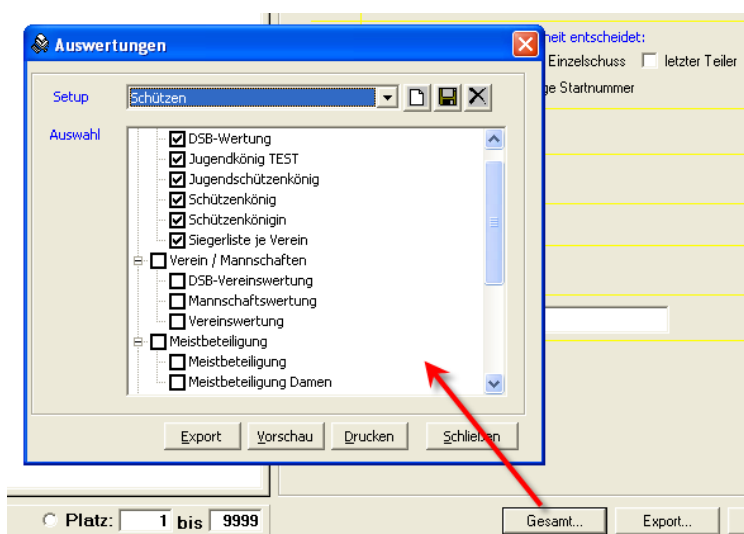 Auswertungen
heit entscheidet:
Einzelschuss letzter Teiler
ge Startnummer
Setup Schützen
Auswahl
DSB-Wertung
Jugendkönig TEST
Jugendschützenkönig
Schützenkönig
Schützenkönigin
Siegerliste je Verein
Verein / Mannschaften
DSB-Vereinswertung
Mannschaftswertung
Vereinswertung
Meistbeteiligung
Meistbeteiligung
Meistbeteiligung Damen
Export Vorschau Drucken Schließen
Platz: 1 bis 9999
Gesamt... Export...